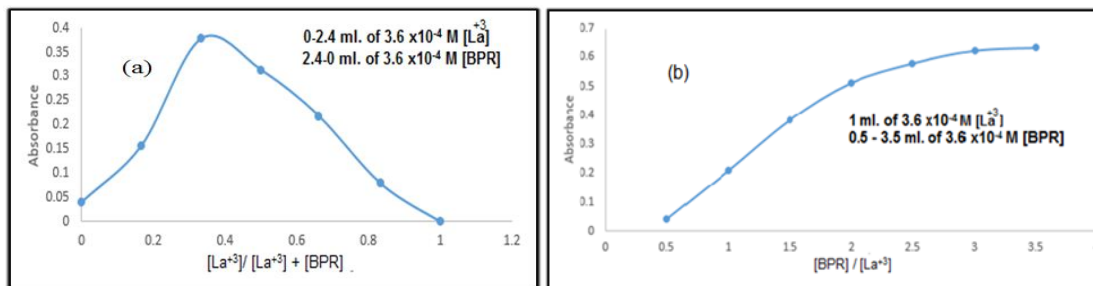 (a)
+3
0-2.4 ml. of 3.6 x10-4 M [La]
2.4-0 ml. of 3.6 x10-4 M [BPR]
Absorbance
0.4
0.35
0.3
0.25
0.2
0.15
0.1
0.05
0
0 0.2 0.4 0.6 0.8 1 1.2
[La+3]/ [La+3] + [BPR]
(b)
+3
1 ml. of 3.6 x10-4 M [La]
0.5 - 3.5 ml. of 3.6 x10-4 M [BPR]
Absorbance
0.7
0.6
0.5
0.4
0.3
0.2
0.1
0
0 0.5 1 1.5 2 2.5 3 3.5
[BPR] / [La+3]